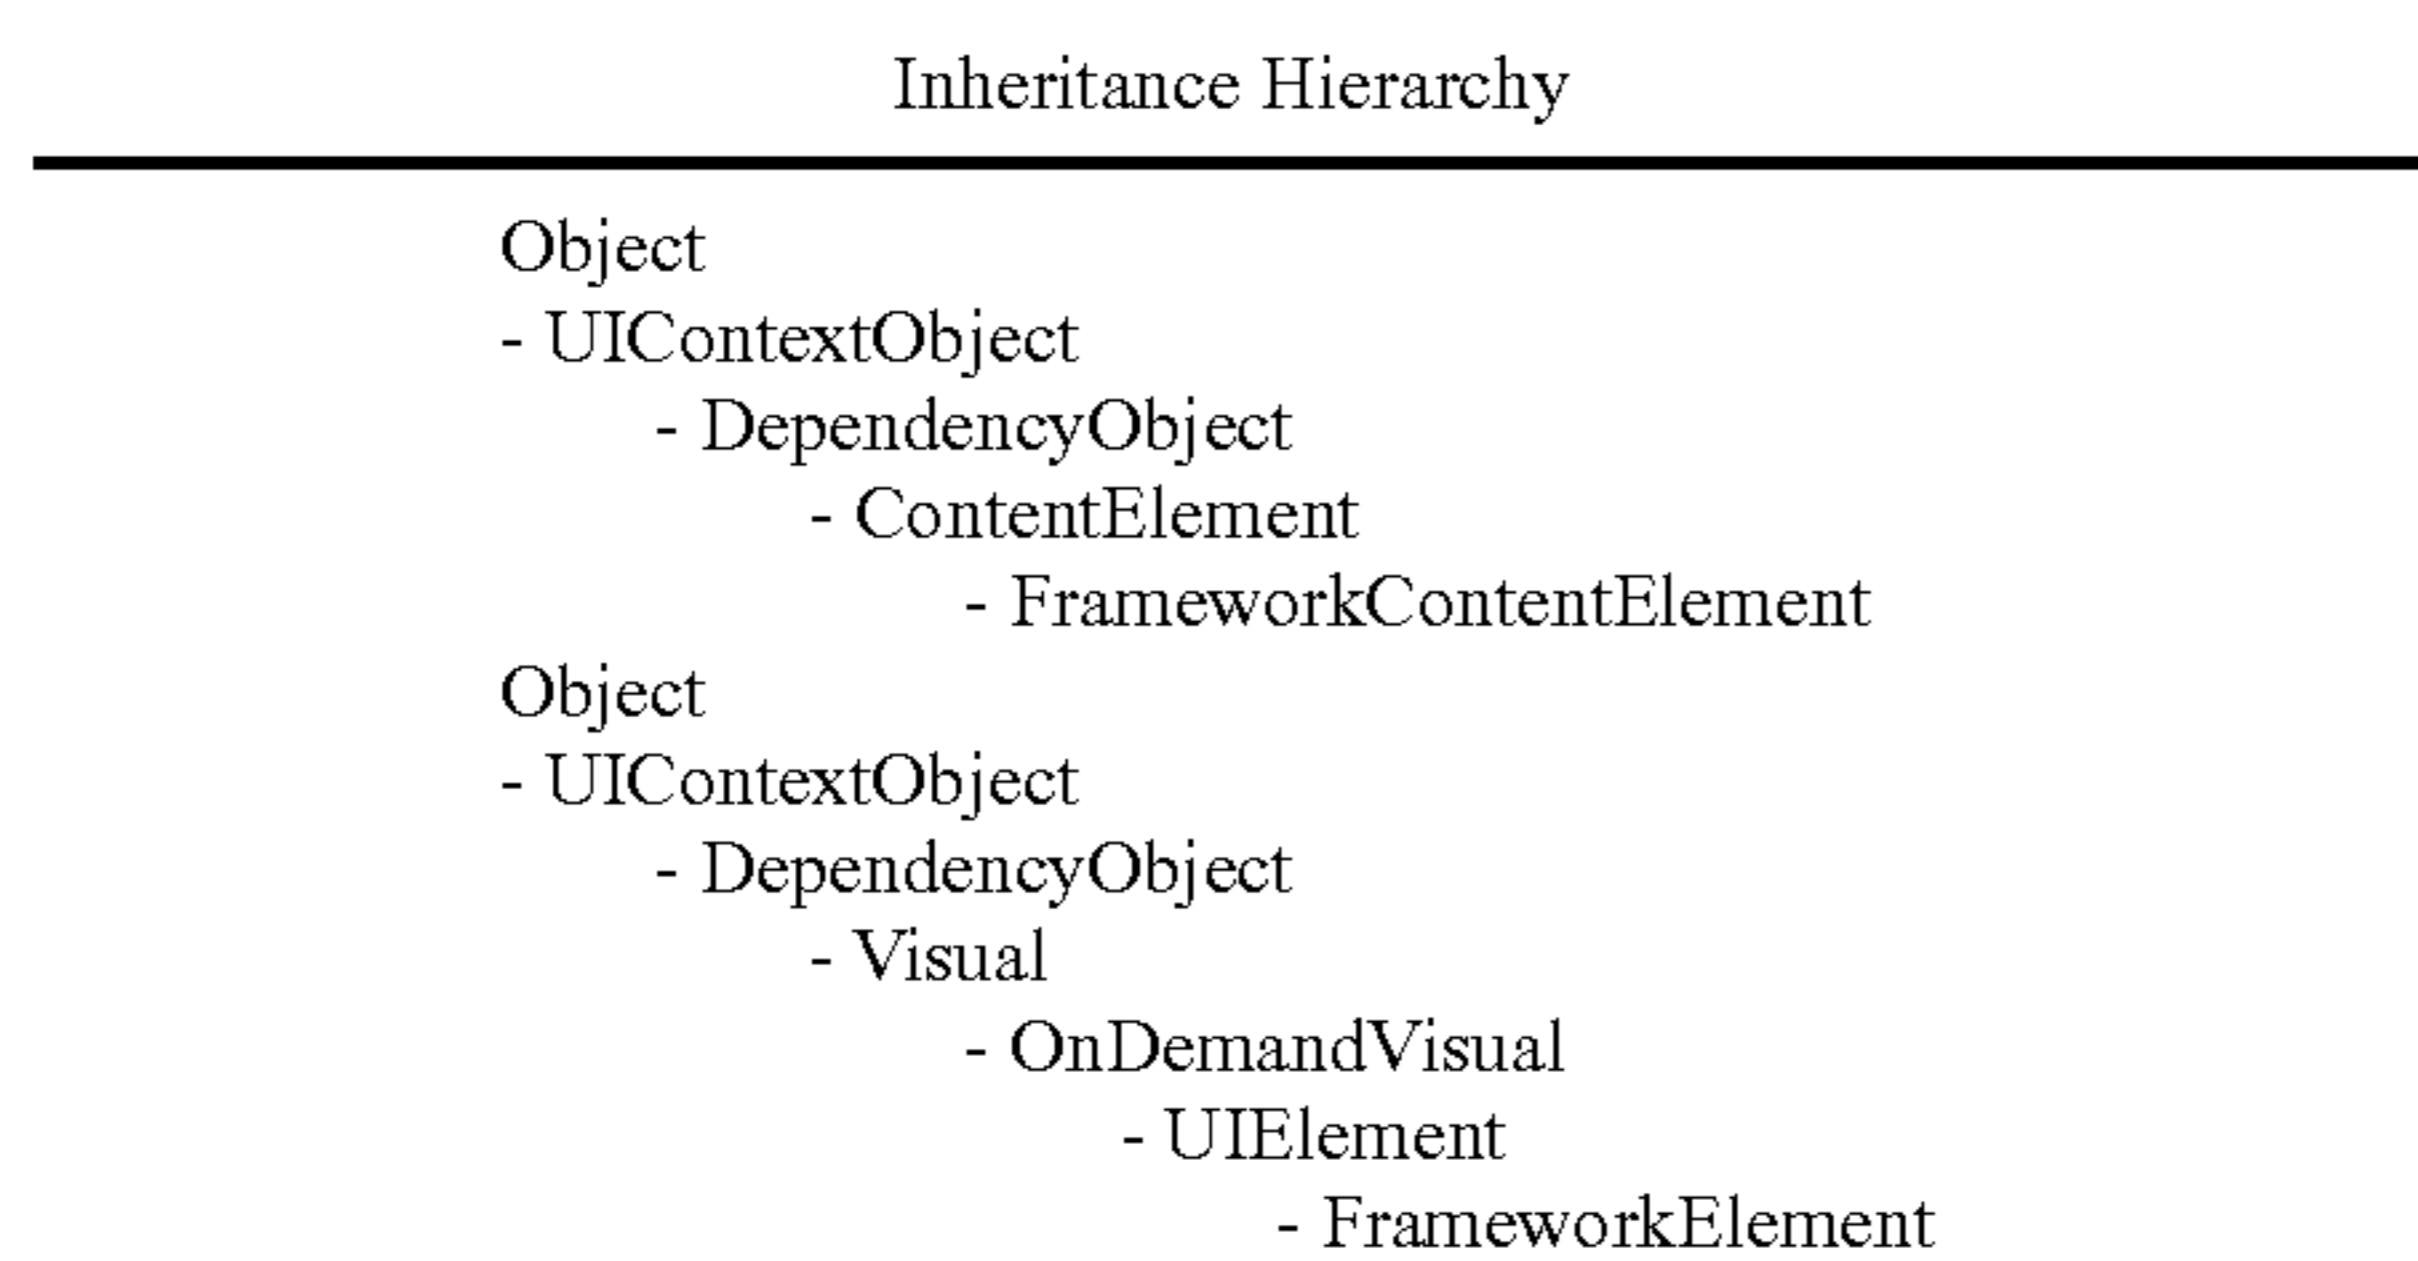 Inheritance Hierarchy
Object
- UIContextObject
- DependencyObject
- ContentElement
- FrameworkContentElement
Object
- UIContextObject
- DependencyObject
- Visual
- OnDemandVisual
- UIElement
- FrameworkElement